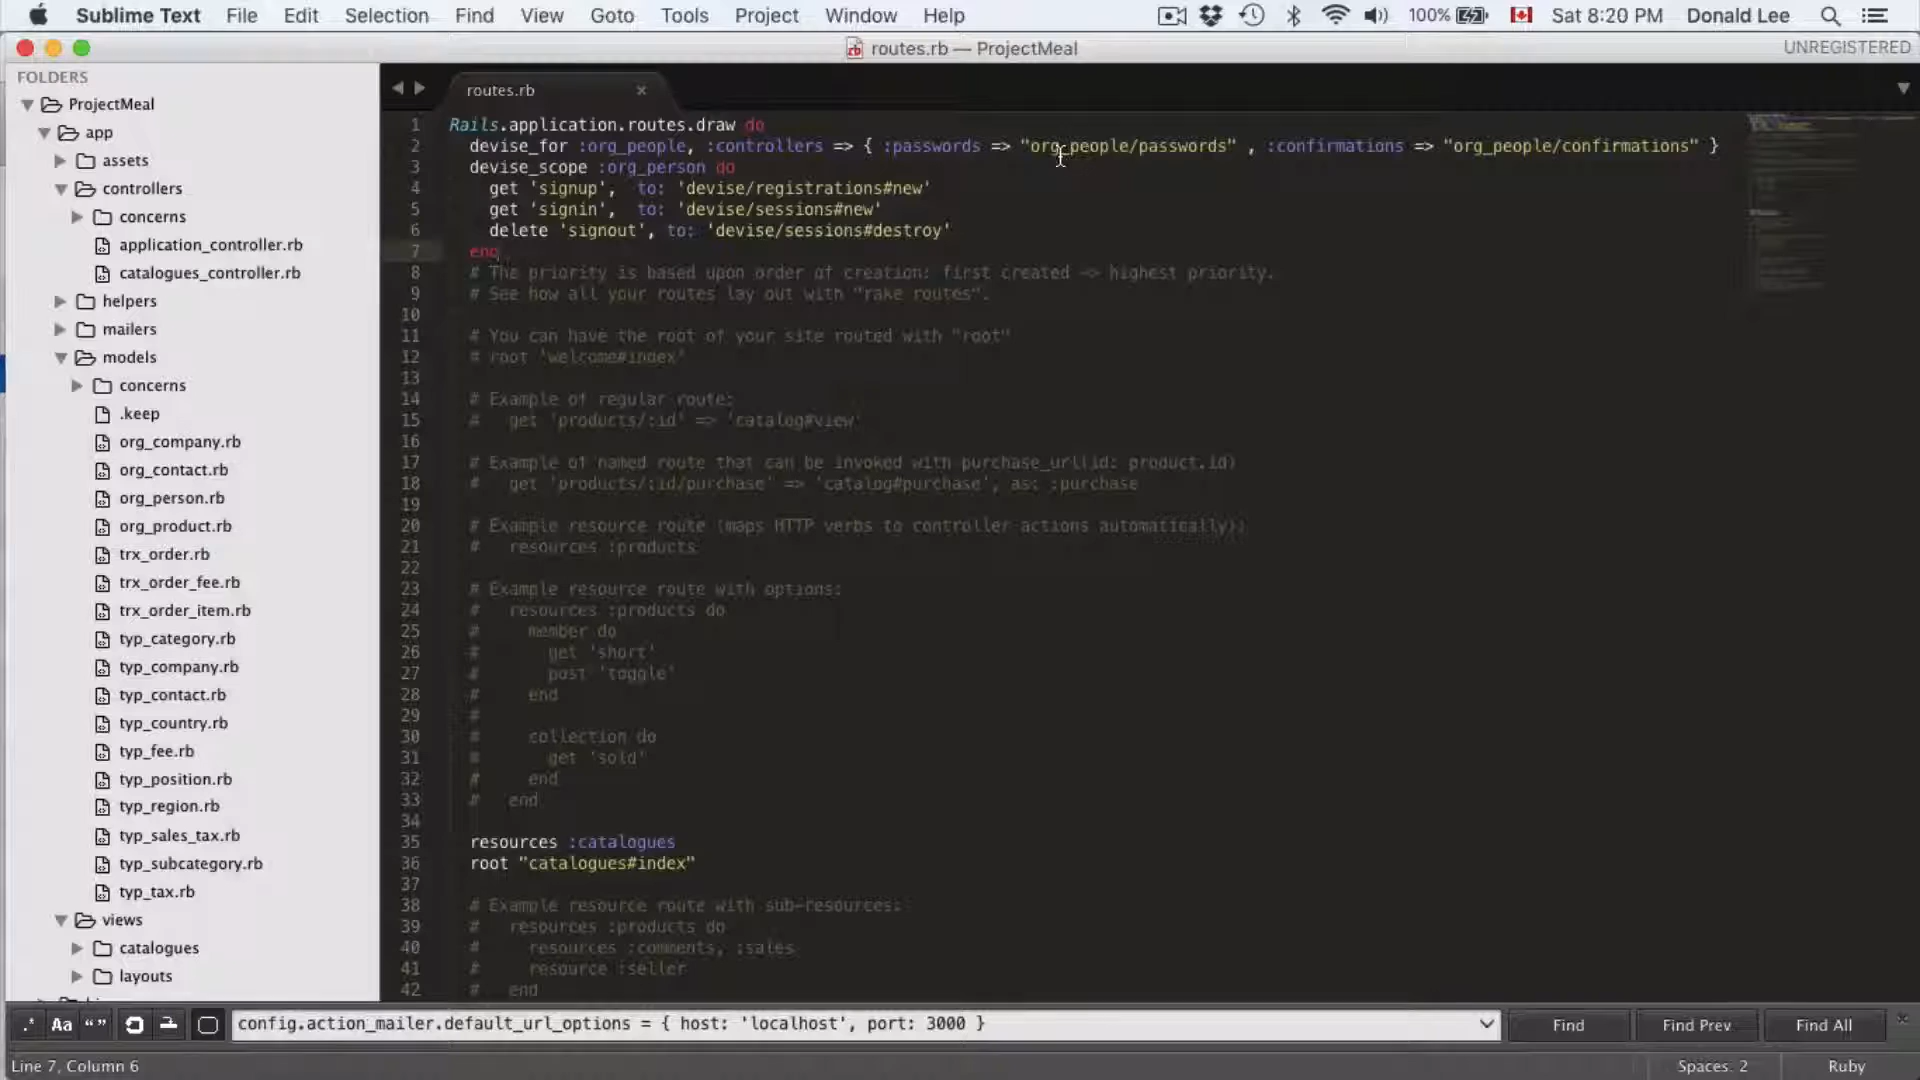 Sublime Text File Edit Selection Find View Goto Tools Project Window Help 100% Sat 8:20 PM Donald Lee
routes.rb — ProjectMeal UNREGISTERED
FOLDERS
ProjectMeal
app
assets
controllers
concerns
application_controller.rb
catalogues_controller.rb
helpers
mailers
models
concerns
.keep
org_company.rb
org_contact.rb
org_person.rb
org_product.rb
trx_order.rb
trx_order_fee.rb
trx_order_item.rb
typ_category.rb
typ_company.rb
typ_contact.rb
typ_country.rb
typ_fee.rb
typ_position.rb
typ_region.rb
typ_sales_tax.rb
typ_subcategory.rb
typ_tax.rb
views
catalogues
layouts
routes.rb
1 Rails.application.routes.draw do
2 devise_for :org_people, :controllers => { :passwords => "org_people/passwords" , :confirmations => "org_people/confirmations" }
3 devise_scope :org_person do
4 get 'signup', to: 'devise/registrations#new'
5 get 'signin', to: 'devise/sessions#new'
6 delete 'signout', to: 'devise/sessions#destroy'
7 end
8 # The priority is based upon order of creation: first created -> highest priority.
9 # See how all your routes lay out with "rake routes".
10
11 # You can have the root of your site routed with "root"
12 # root 'welcome#index'
13
14 # Example of regular route:
15 # get 'products/:id' => 'catalog#view'
16
17 # Example of named route that can be invoked with purchase_url(id: product.id)
18 # get 'products/:id/purchase' => 'catalog#purchase', as: :purchase
19
20 # Example resource route (maps HTTP verbs to controller actions automatically):
21 # resources :products
22
23 # Example resource route with options:
24 # resources :products do
25 # member do
26 # get 'short'
27 # post 'toggle'
28 # end
29 #
30 # collection do
31 # get 'sold'
32 # end
33 # end
34
35 resources :catalogues
36 root "catalogues#index"
37
38 # Example resource route with sub-resources:
39 # resources :products do
40 # resources :comments, :sales
41 # resource :seller
42 # end
.* Aa “” config.action_mailer.default_url_options = { host: 'localhost', port: 3000 } Find Find Prev Find All
Line 7, Column 6 Spaces: 2 Ruby